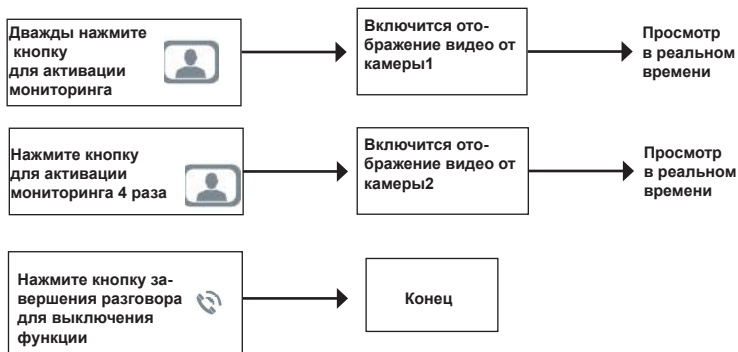 Дважды нажмите
кнопку
для активации
мониторинга
Включится ото-
бражение видео от
камеры1
Просмотр
в реальном
времени
Нажмите кнопку
для активации
мониторинга 4 раза
Включится ото-
бражение видео от
камеры2
Просмотр
в реальном
времени
Нажмите кнопку за-
вершения разговора
для выключения
функции
Конец